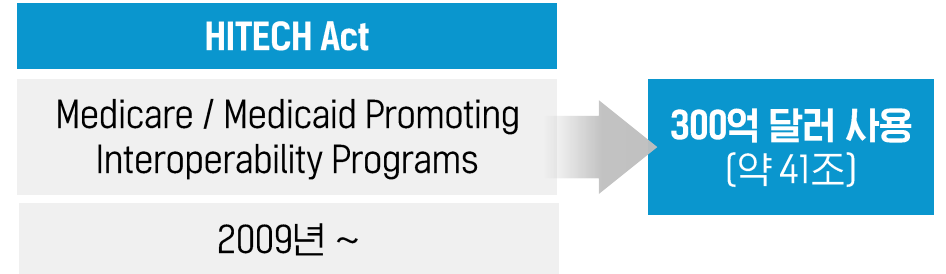 HITECH Act
Medicare / Medicaid Promoting
Interoperability Programs
2009년 ~
300억 달러 사용
(약 41조)